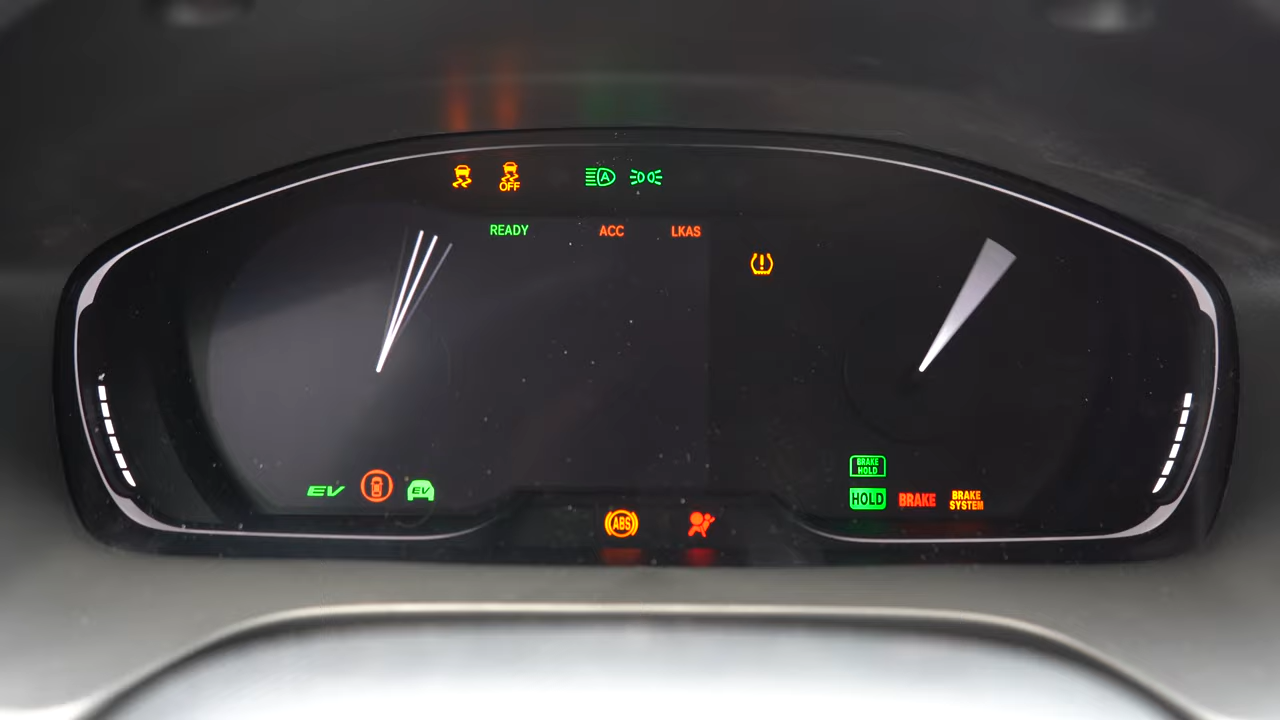 OFF
A
READY ACC LKAS
EV EV
BRAKE
HOLD
HOLD BRAKE BRAKE
SYSTEM
ABS